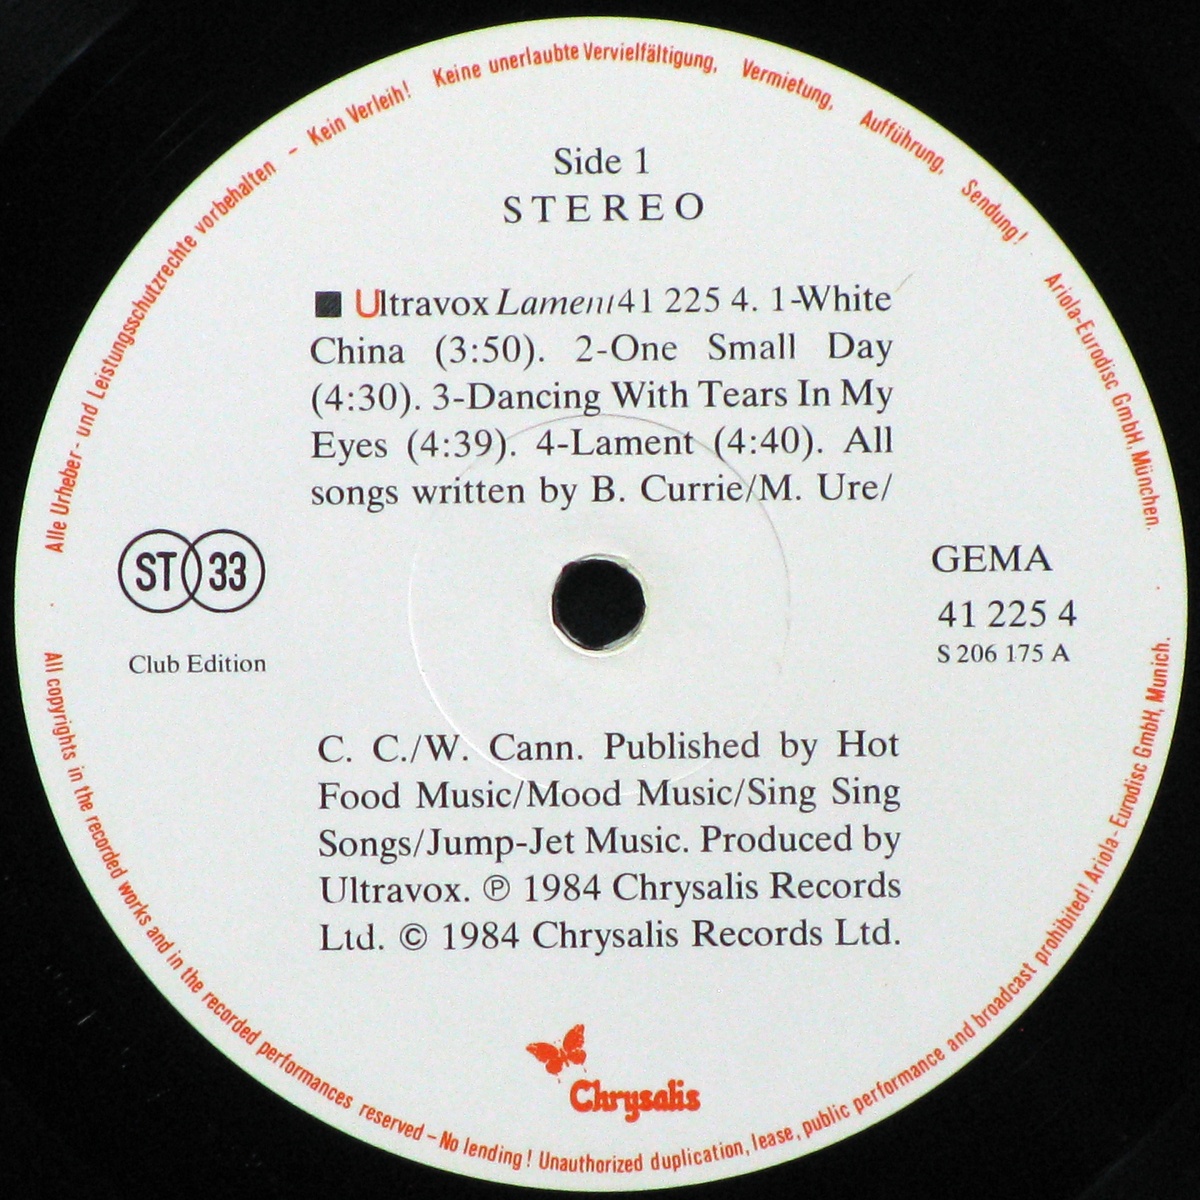 Alle Urheber- und Leistungsschutzrechte vorbehalten – Kein Verleih! Keine unerlaubte Vervielfältigung, Vermietung, Aufführung, Sendung! Ariola-Eurodisc GmbH, München.
Side 1
STEREO
■ Ultravox Lament 41 225 4. 1-White
China (3:50). 2-One Small Day
(4:30). 3-Dancing With Tears In My
Eyes (4:39). 4-Lament (4:40). All
songs written by B. Currie/M. Ure/
ST 33
Club Edition
GEMA
41 225 4
S 206 175 A
C. C./W. Cann. Published by Hot
Food Music/Mood Music/Sing Sing
Songs/Jump-Jet Music. Produced by
Ultravox. ℗ 1984 Chrysalis Records
Ltd. © 1984 Chrysalis Records Ltd.
Chrysalis
All copyrights in the recorded works and in the recorded performances reserved – No lending! Unauthorized duplication, lease, public performance and broadcast prohibited! Ariola-Eurodisc GmbH, Munich.